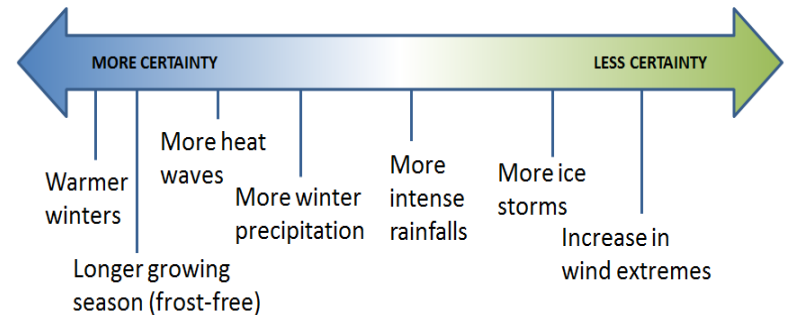 MORE CERTAINTY
LESS CERTAINTY
Warmer
winters
Longer growing
season (frost-free)
More heat
waves
More winter
precipitation
More
intense
rainfalls
More ice
storms
Increase in
wind extremes